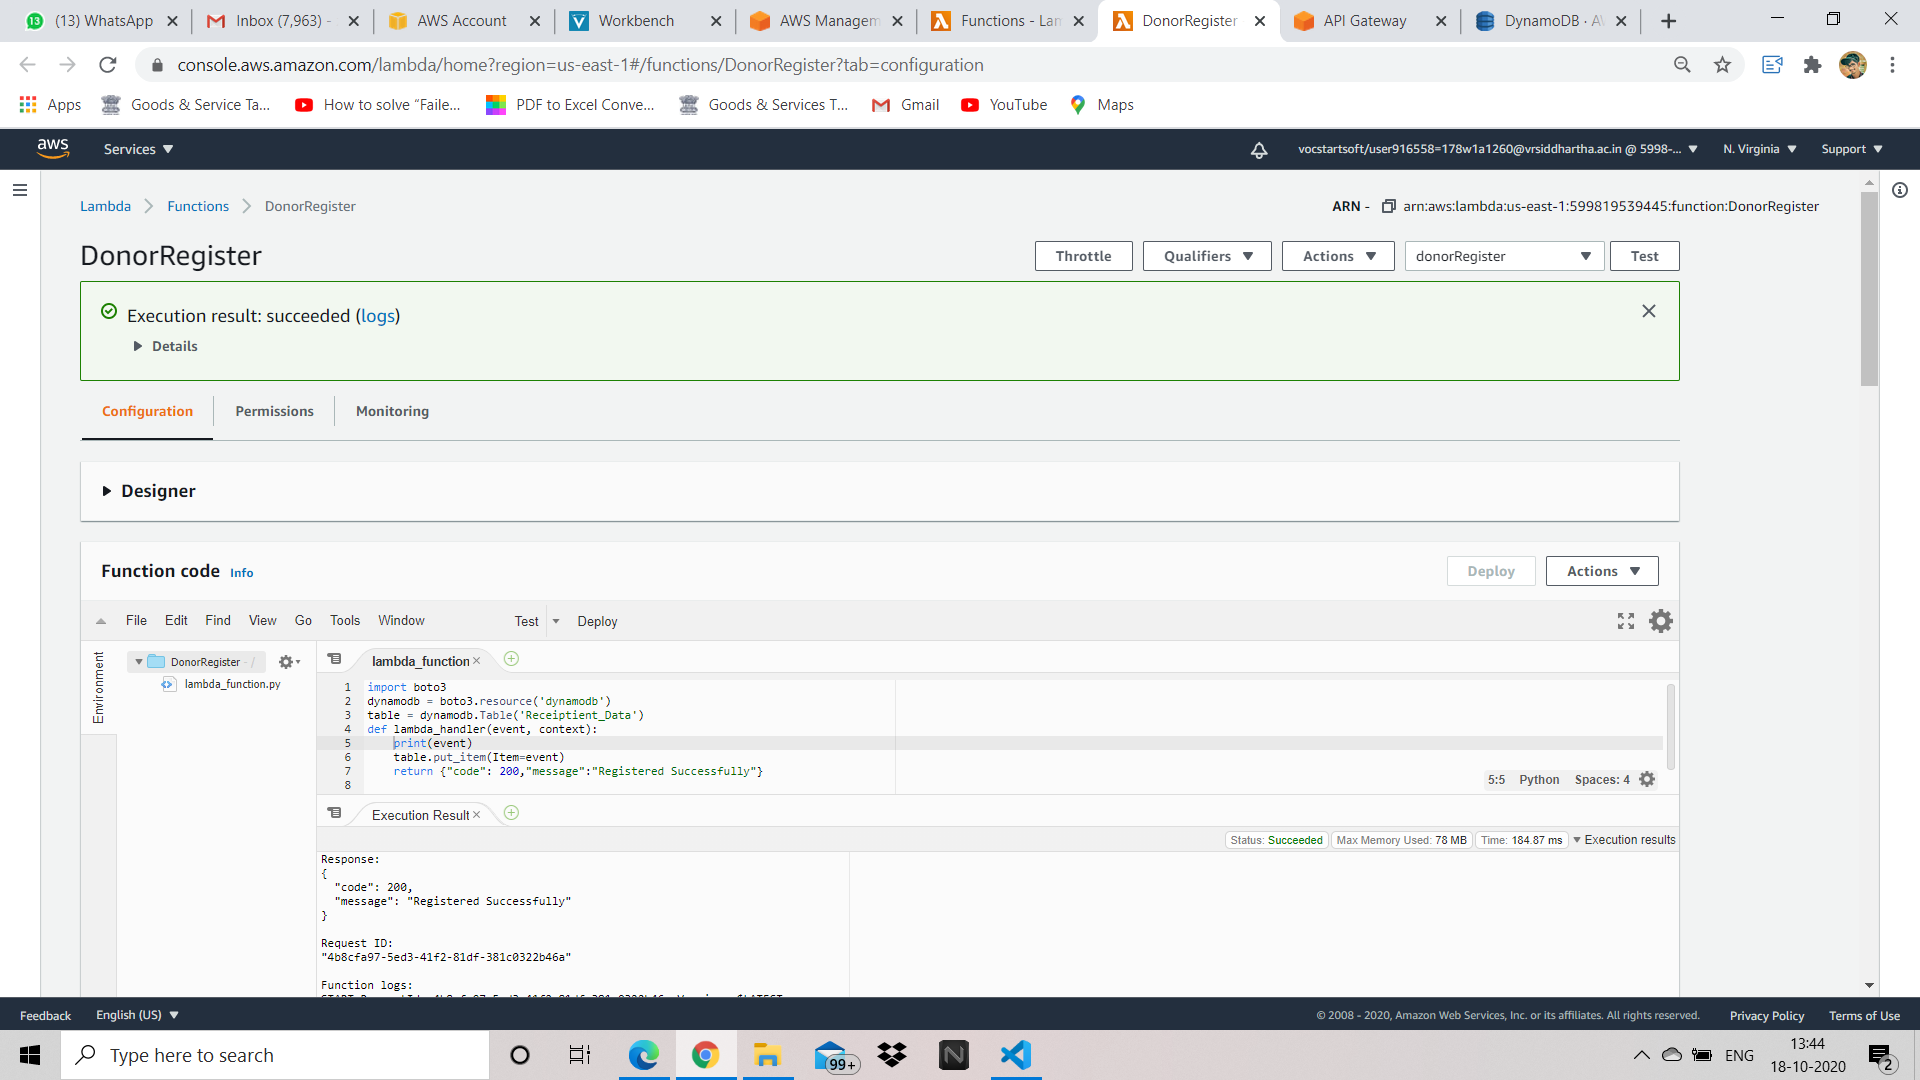 13 (13) WhatsApp
Inbox (7,963) -
AWS Account
Workbench
AWS Managem
Functions - Lan
DonorRegister
API Gateway
DynamoDB · A
console.aws.amazon.com/lambda/home?region=us-east-1#/functions/DonorRegister?tab=configuration
Apps
Goods & Service Ta...
How to solve “Faile...
PDF to Excel Conve...
Goods & Services T...
Gmail
YouTube
Maps
aws
Services
vocstartsoft/user916558=178w1a1260@vrsiddhartha.ac.in @ 5998-...
N. Virginia
Support
Lambda
Functions
DonorRegister
ARN - arn:aws:lambda:us-east-1:599819539445:function:DonorRegister
DonorRegister
Throttle
Qualifiers
Actions
donorRegister
Test
Execution result: succeeded (logs)
Details
Configuration
Permissions
Monitoring
Designer
Function code Info
Deploy
Actions
File Edit Find View Go Tools Window
Test
Deploy
Environment
DonorRegister - /
lambda_function.py
lambda_function
1 import boto3
2 dynamodb = boto3.resource('dynamodb')
3 table = dynamodb.Table('Receiptient_Data')
4 def lambda_handler(event, context):
5 print(event)
6 table.put_item(Item=event)
7 return {"code": 200,"message":"Registered Successfully"}
8
5:5 Python Spaces: 4
Execution Result
Status: Succeeded
Max Memory Used: 78 MB
Time: 184.87 ms
Execution results
Response:
{
"code": 200,
"message": "Registered Successfully"
}
Request ID:
"4b8cfa97-5ed3-41f2-81df-381c0322b46a"
Function logs:
Feedback
English (US)
© 2008 - 2020, Amazon Web Services, Inc. or its affiliates. All rights reserved.
Privacy Policy
Terms of Use
Type here to search
99+
N
ENG
13:44
18-10-2020
2